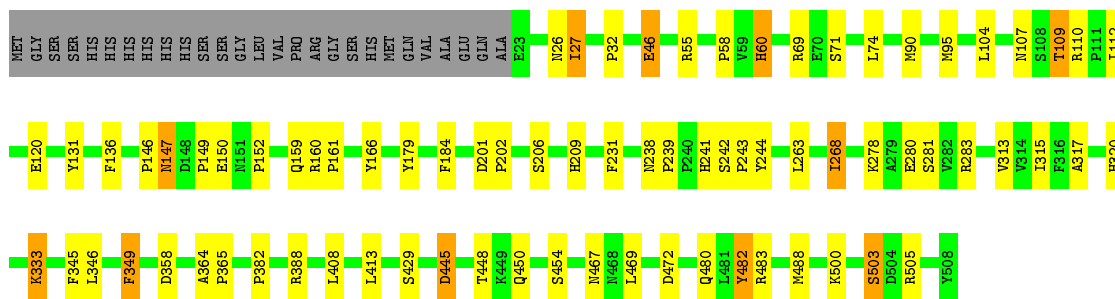 MET GLY SER SER HIS HIS HIS HIS HIS HIS SER SER GLY LEU VAL PRO ARG GLY SER HIS MET GLN VAL ALA GLU GLN ALA E23 N26 I27 P32 E46 R55 P58 V59 H60 R69 E70 S71 L74 M90 M95 L104 N107 S108 T109 R110 P111
E120 Y131 F136 P146 N147 D148 P149 E150 N151 P152 Q159 R160 P161 Y166 Y179 F184 D201 P202 S206 H209 F231 N238 P239 P240 H241 S242 P243 Y244 L263 I268 K278 A279 E280 S281 V282 R283 V313 V314 I315 F316 A317
K333 F345 L346 F349 D358 A364 P365 P382 R388 L408 L413 S429 D445 T448 K449 Q450 S454 N467 N468 L469 D472 Q480 L481 Y482 R483 M488 K500 S503 D504 R505 Y508